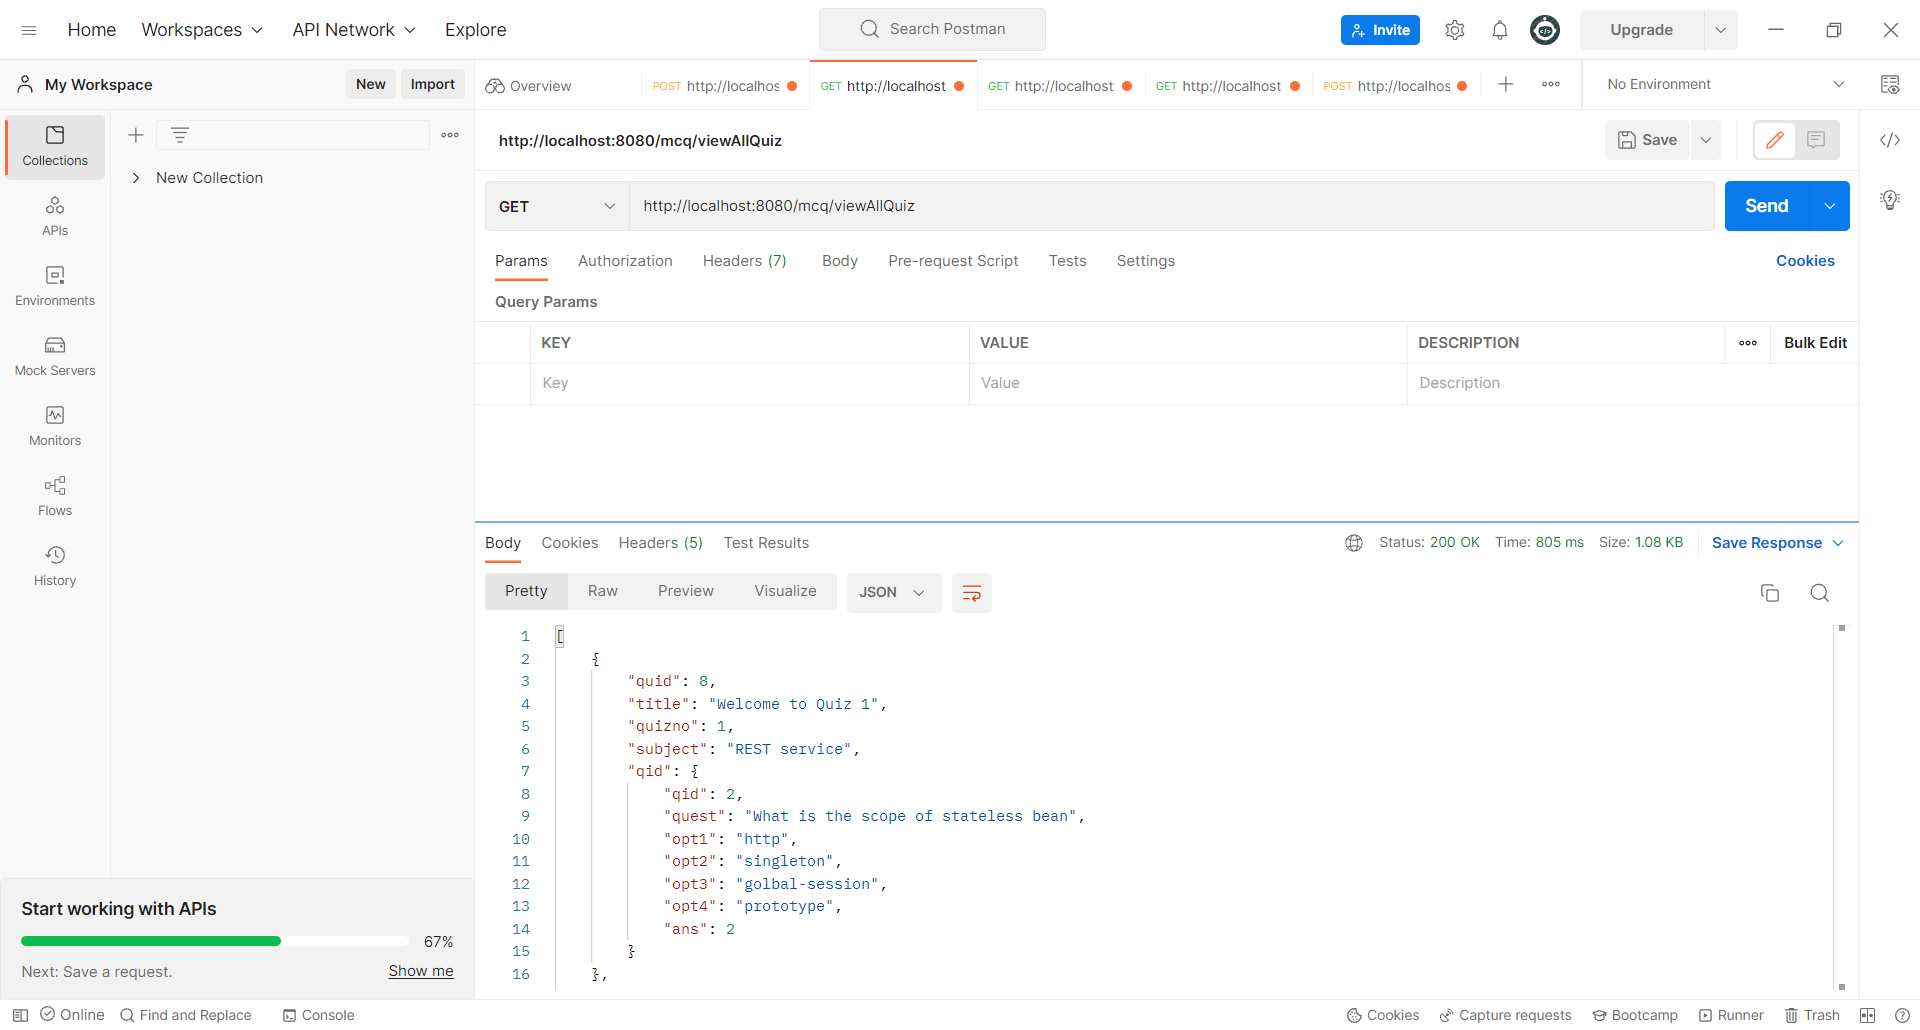 Home Workspaces API Network Explore Search Postman Invite Upgrade
My Workspace New Import Overview POST http://localhos GET http://localhost GET http://localhost: GET http://localhost POST http://localhos No Environment
Collections
APIs
Environments
Mock Servers
Monitors
Flows
History
New Collection
http://localhost:8080/mcq/viewAllQuiz Save
GET http://localhost:8080/mcq/viewAllQuiz Send
Params Authorization Headers (7) Body Pre-request Script Tests Settings Cookies
Query Params
KEY VALUE DESCRIPTION Bulk Edit
Key Value Description
Body Cookies Headers (5) Test Results Status: 200 OK Time: 805 ms Size: 1.08 KB Save Response
Pretty Raw Preview Visualize JSON
1 [
2 {
3 "quid": 8,
4 "title": "Welcome to Quiz 1",
5 "quizno": 1,
6 "subject": "REST service",
7 "qid": {
8 "qid": 2,
9 "quest": "What is the scope of stateless bean",
10 "opt1": "http",
11 "opt2": "singleton",
12 "opt3": "golbal-session",
13 "opt4": "prototype",
14 "ans": 2
15 }
16 },
Start working with APIs
67%
Next: Save a request. Show me
Online Find and Replace Console Cookies Capture requests Bootcamp Runner Trash